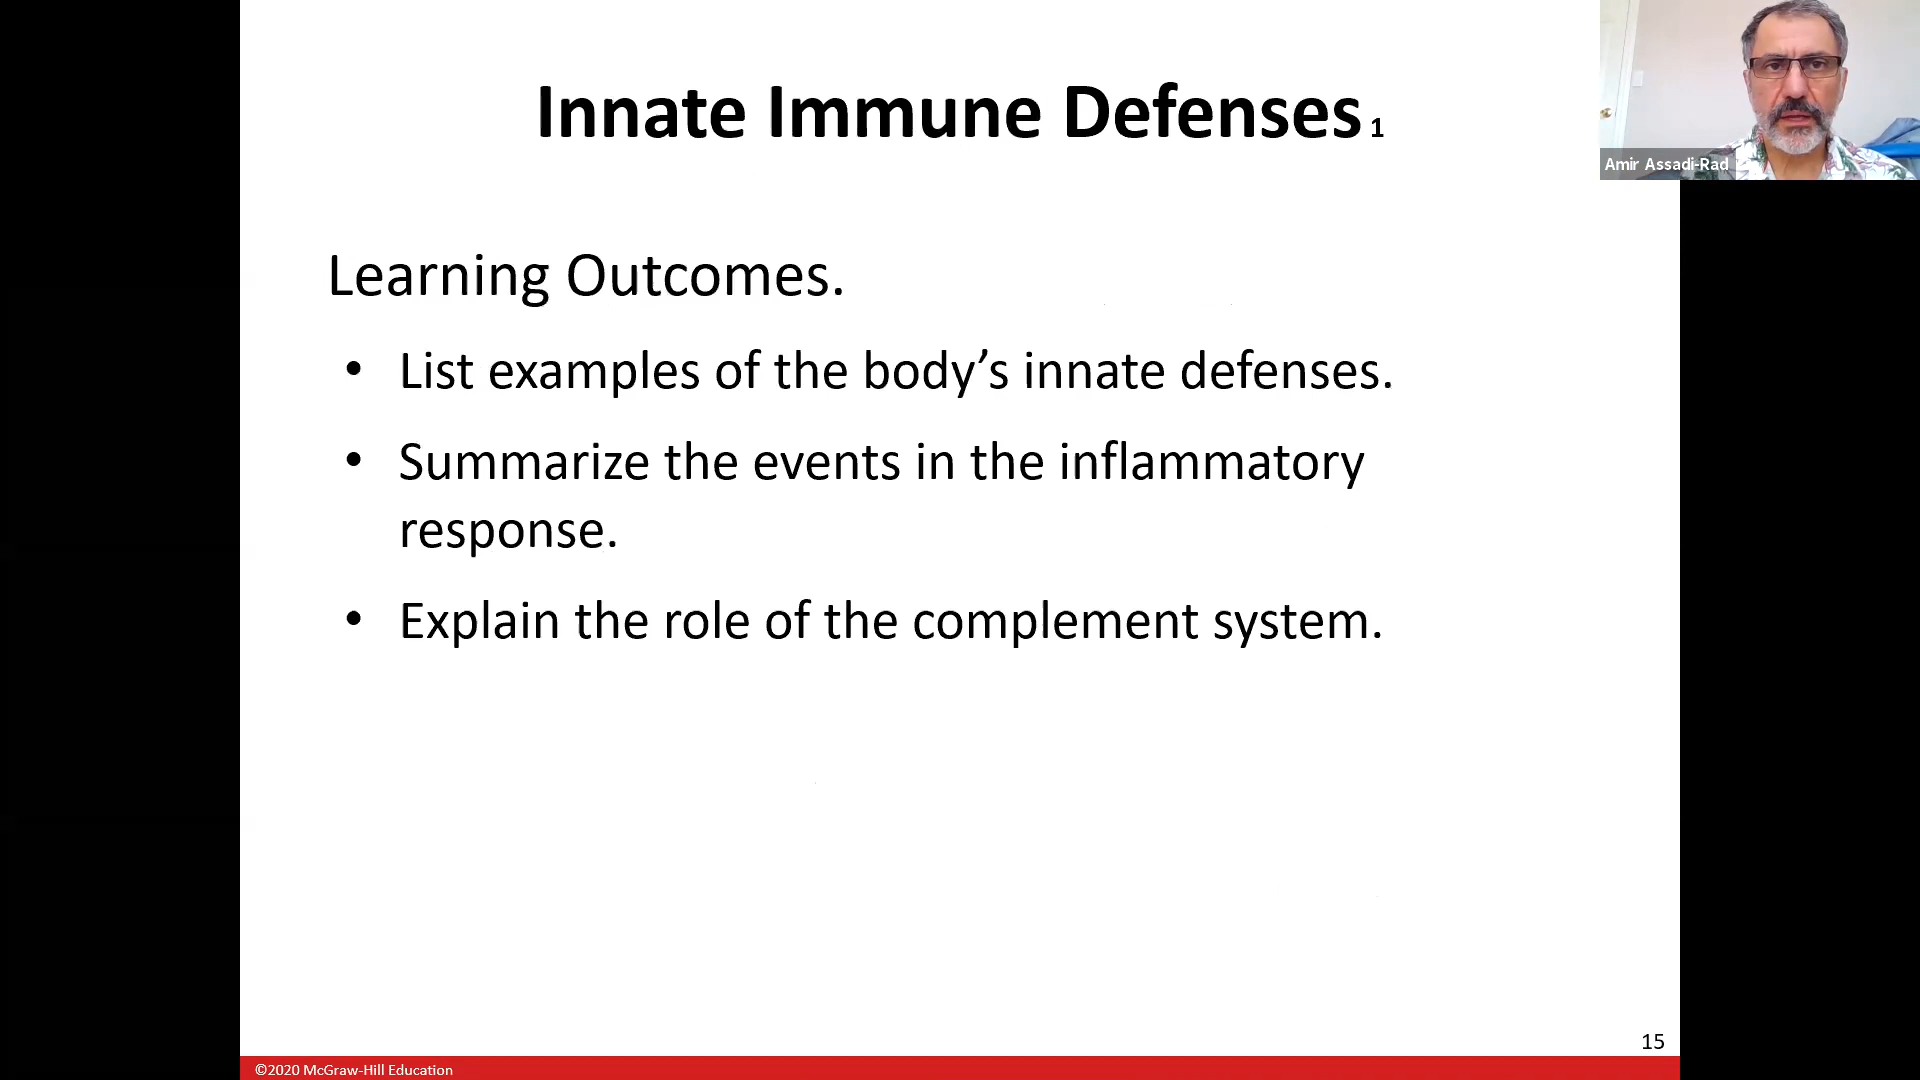 Innate Immune Defenses 1
Amir Assadi-Rad
Learning Outcomes.
• List examples of the body’s innate defenses.
• Summarize the events in the inflammatory
response.
• Explain the role of the complement system.
15
©2020 McGraw-Hill Education